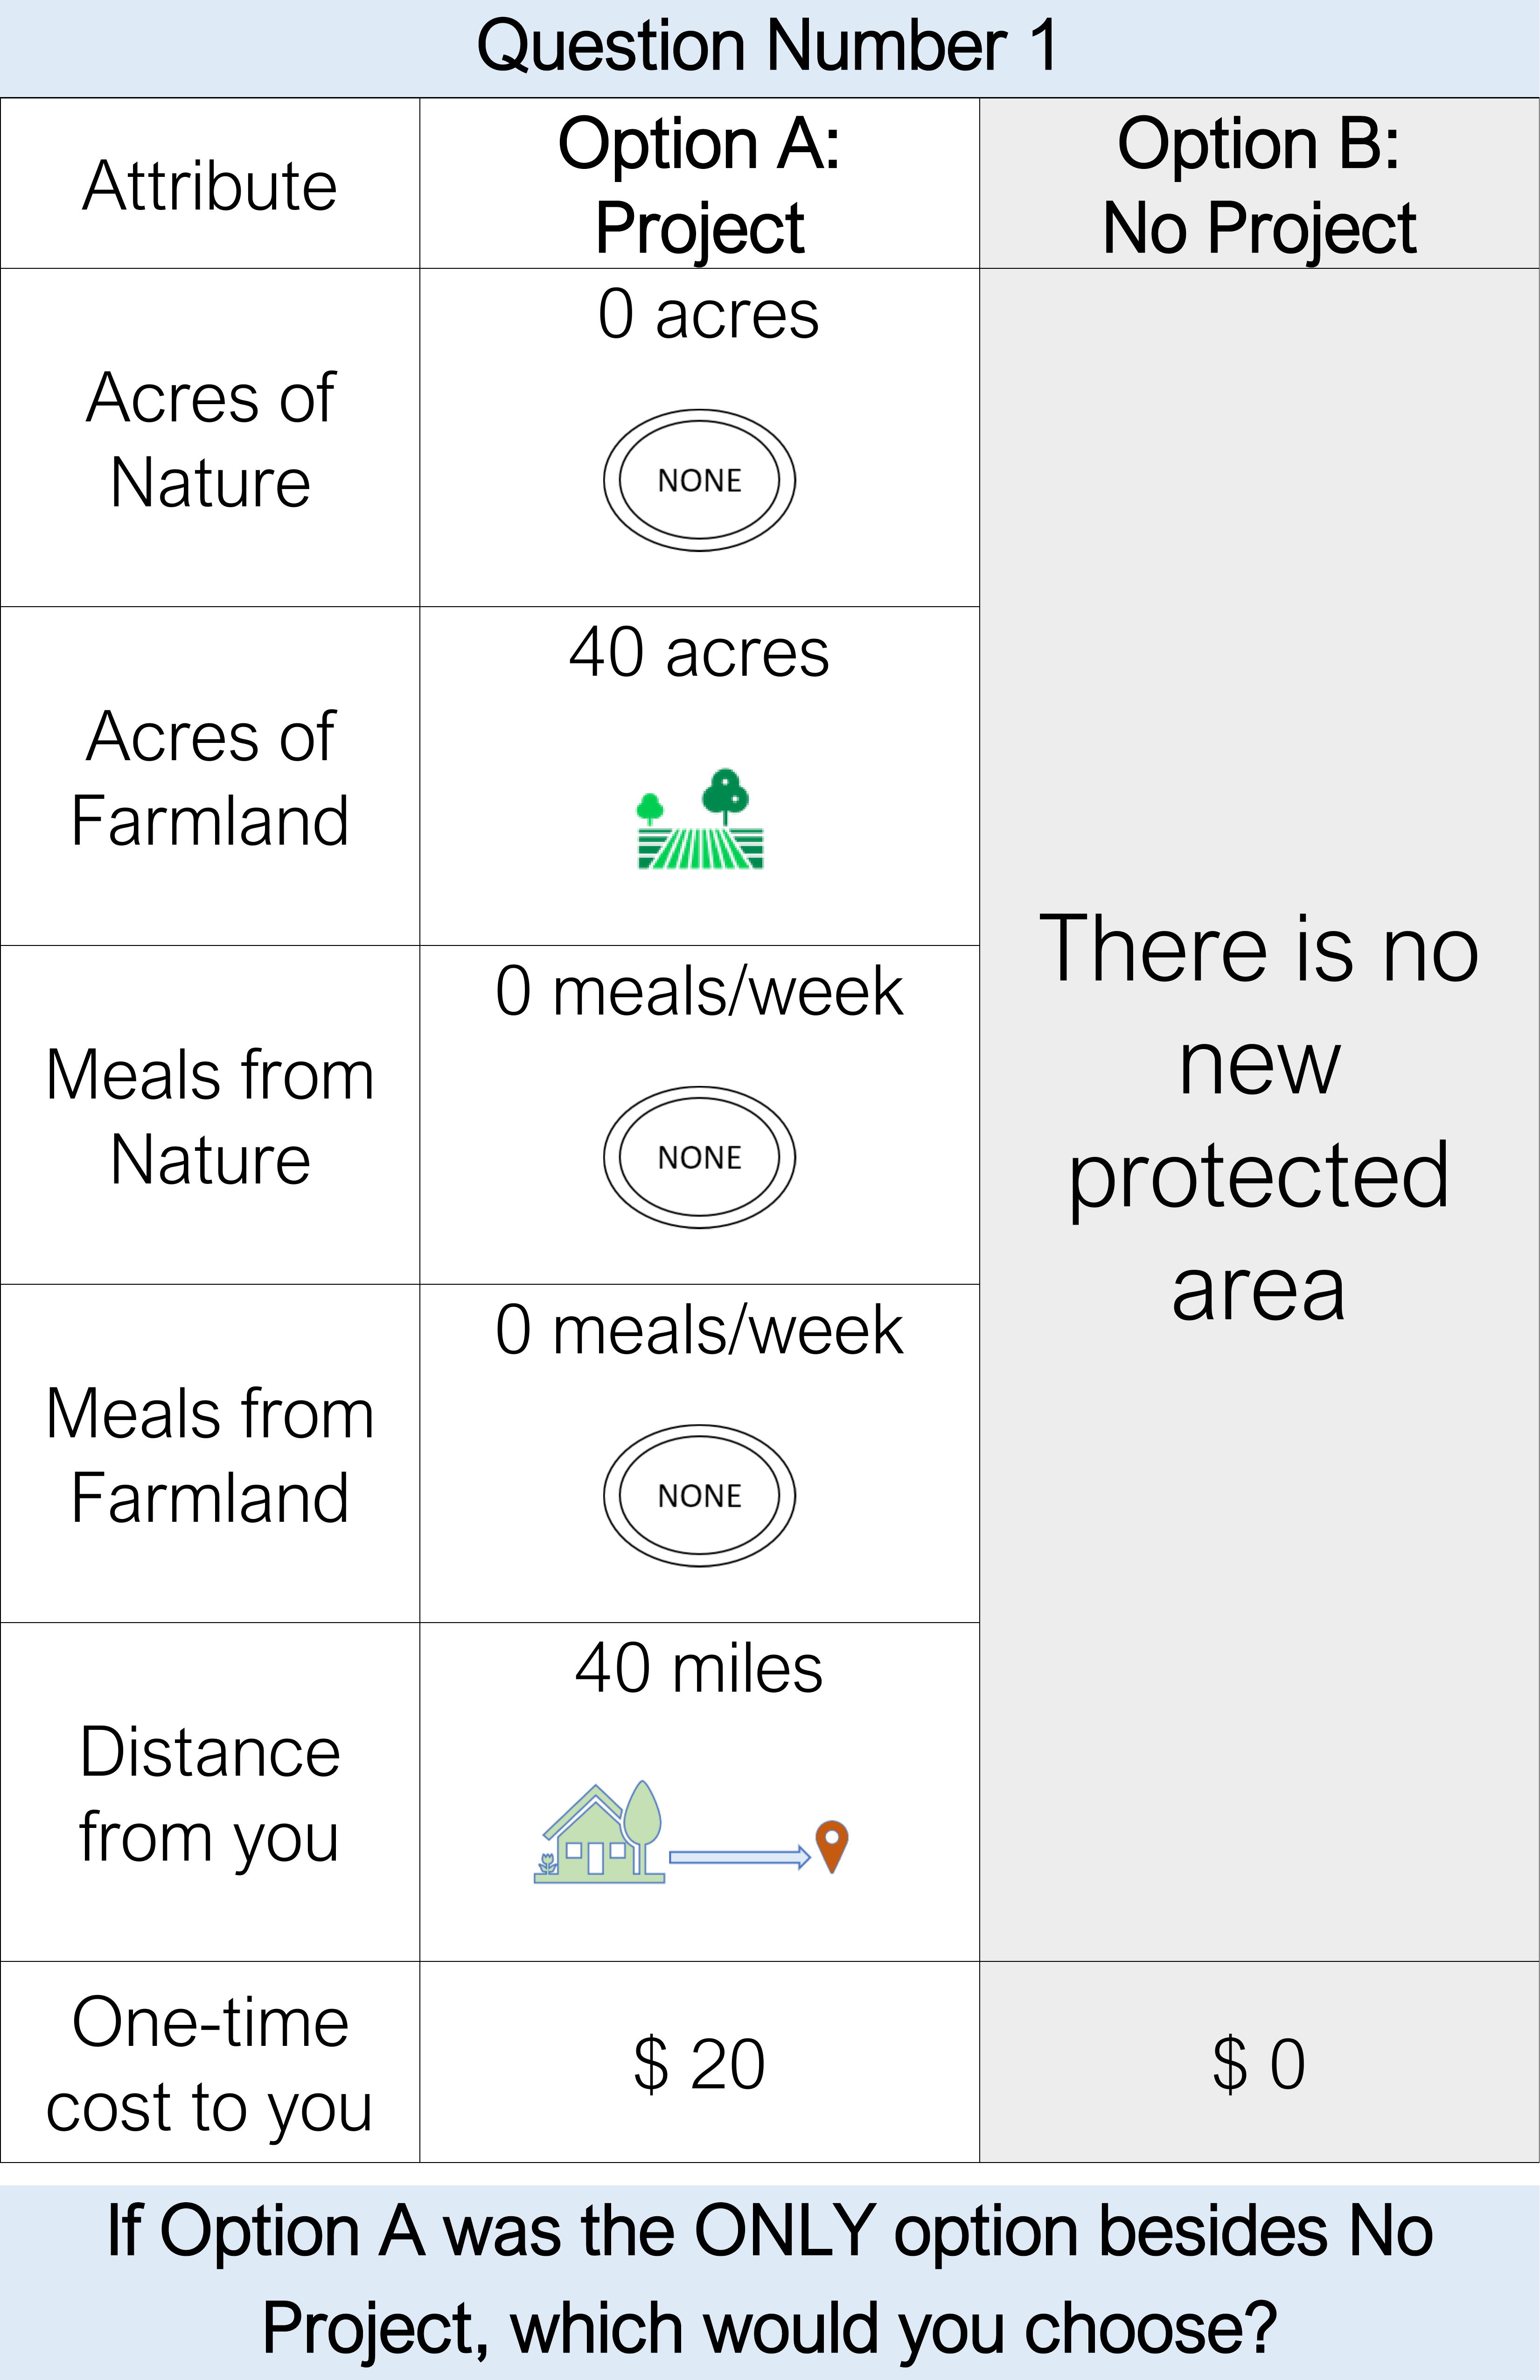 Question Number 1
Attribute
Option A:
Project
Option B:
No Project
Acres of
Nature
0 acres
NONE
Acres of
Farmland
40 acres
Meals from
Nature
0 meals/week
NONE
Meals from
Farmland
0 meals/week
NONE
Distance
from you
40 miles
There is no
new
protected
area
One-time
cost to you
$ 20
$ 0
If Option A was the ONLY option besides No
Project, which would you choose?